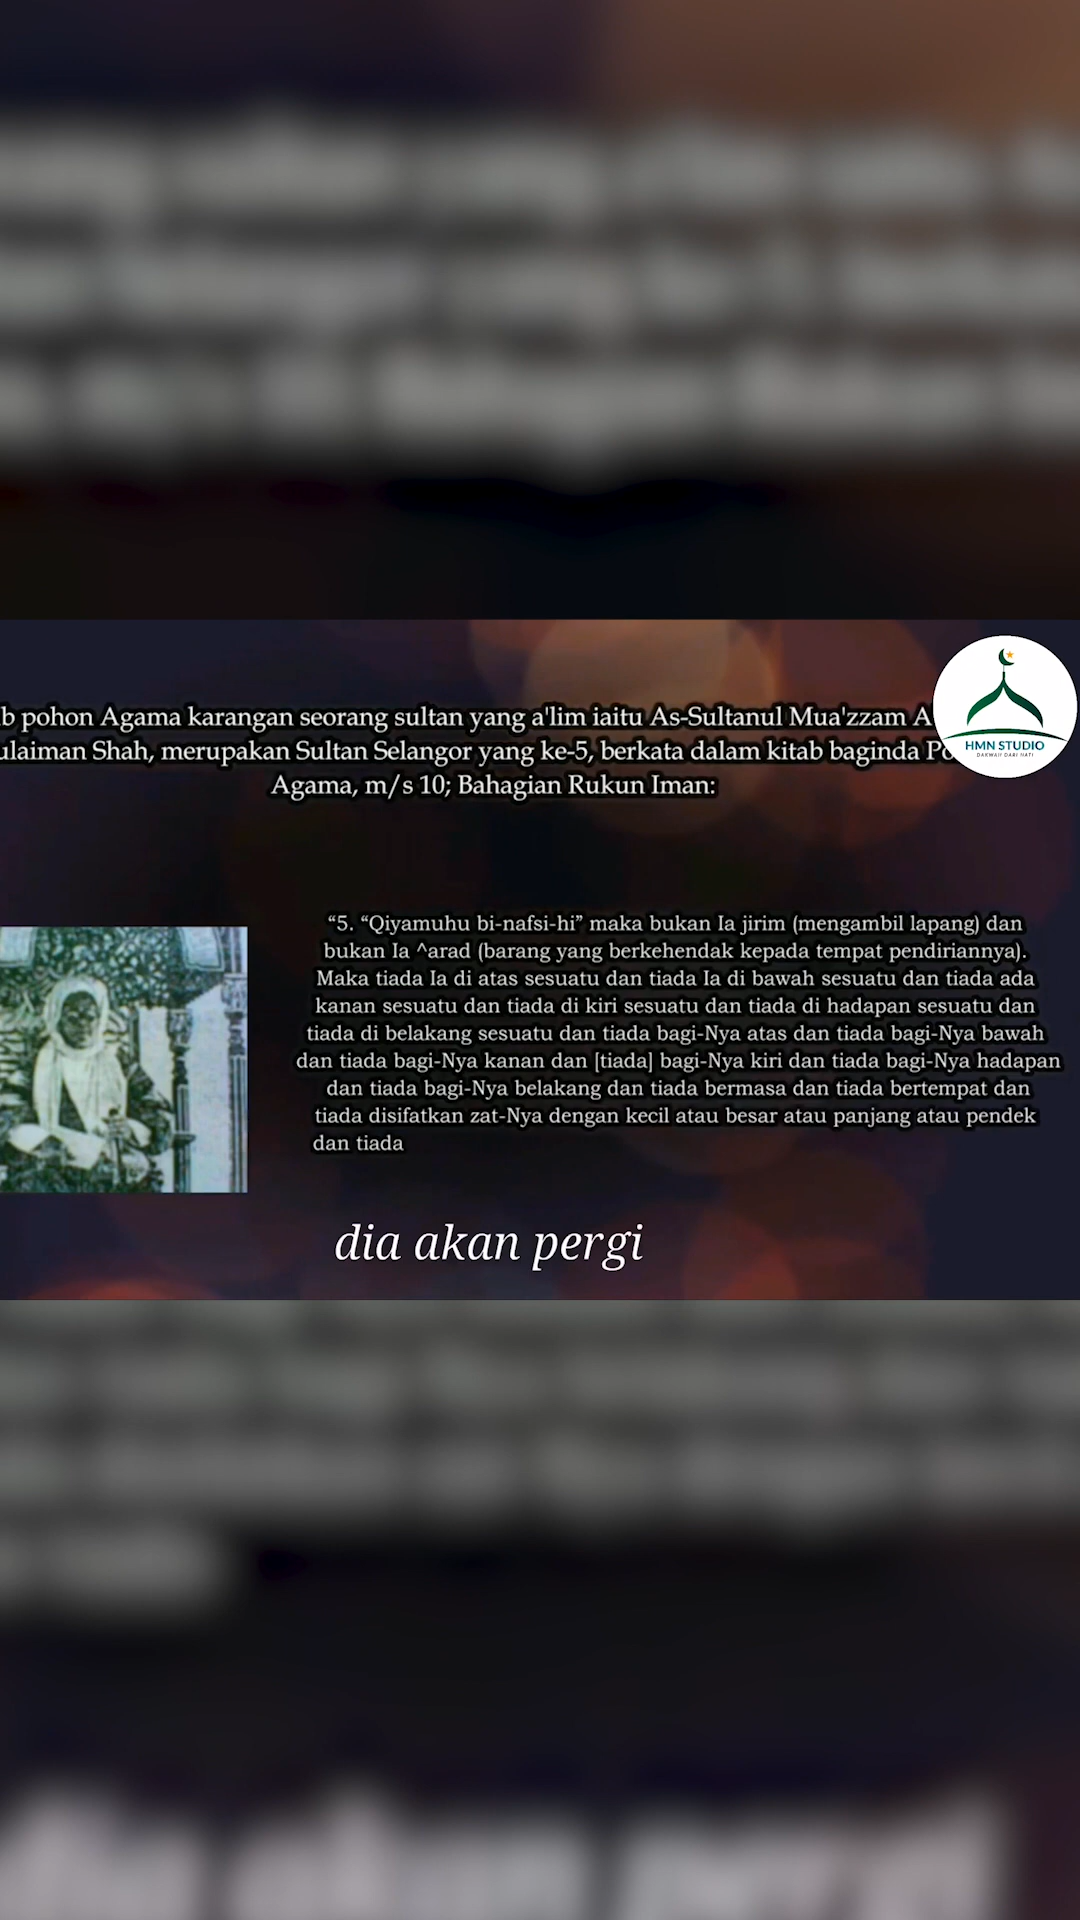 b pohon Agama karangan seorang sultan yang a'lim iaitu As-Sultanul Mua'zzam A
ulaiman Shah, merupakan Sultan Selangor yang ke-5, berkata dalam kitab baginda Po
Agama, m/s 10; Bahagian Rukun Iman:
HMN STUDIO
DAKWAH DARI HATI
“5. “Qiyamuhu bi-nafsi-hi” maka bukan Ia jirim (mengambil lapang) dan
bukan Ia ^arad (barang yang berkehendak kepada tempat pendiriannya).
Maka tiada Ia di atas sesuatu dan tiada Ia di bawah sesuatu dan tiada ada
kanan sesuatu dan tiada di kiri sesuatu dan tiada di hadapan sesuatu dan
tiada di belakang sesuatu dan tiada bagi-Nya atas dan tiada bagi-Nya bawah
dan tiada bagi-Nya kanan dan [tiada] bagi-Nya kiri dan tiada bagi-Nya hadapan
dan tiada bagi-Nya belakang dan tiada bermasa dan tiada bertempat dan
tiada disifatkan zat-Nya dengan kecil atau besar atau panjang atau pendek
dan tiada
dia akan pergi